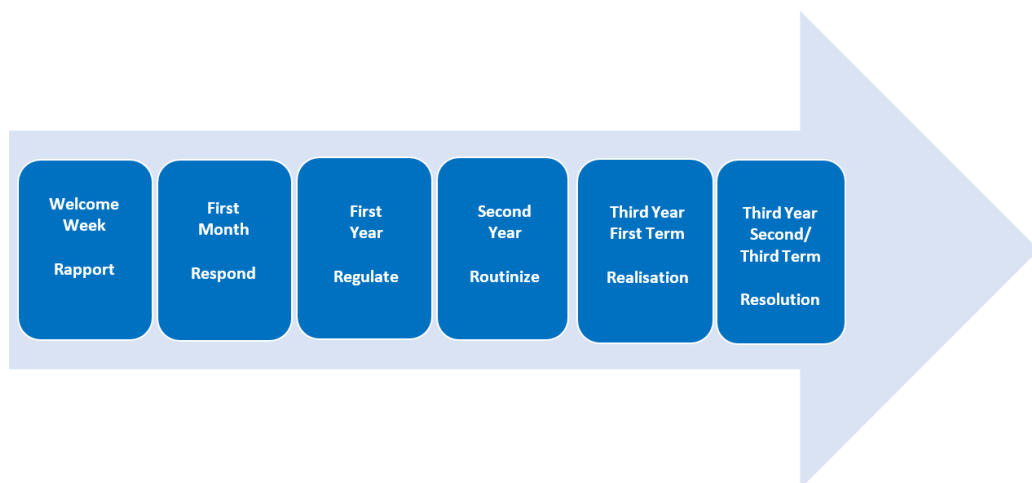 Welcome
Week
Rapport
First
Month
Respond
First
Year
Regulate
Second
Year
Routinize
Third Year
First Term
Realisation
Third Year
Second/
Third Term
Resolution